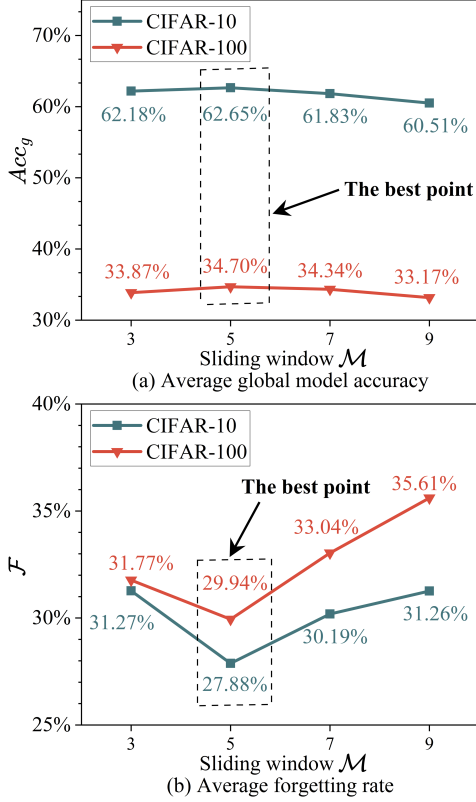 70%
CIFAR-10
CIFAR-100
60%
62.18%
62.65%
61.83%
60.51%
Acc_g
50%
The best point
40%
33.87%
34.70%
34.34%
33.17%
30%
3
5
7
9
Sliding window ℳ
(a) Average global model accuracy
40%
CIFAR-10
CIFAR-100
The best point
35.61%
35%
33.04%
31.77%
29.94%
ℱ
30%
31.27%
30.19%
31.26%
27.88%
25%
3
5
7
9
Sliding window ℳ
(b) Average forgetting rate